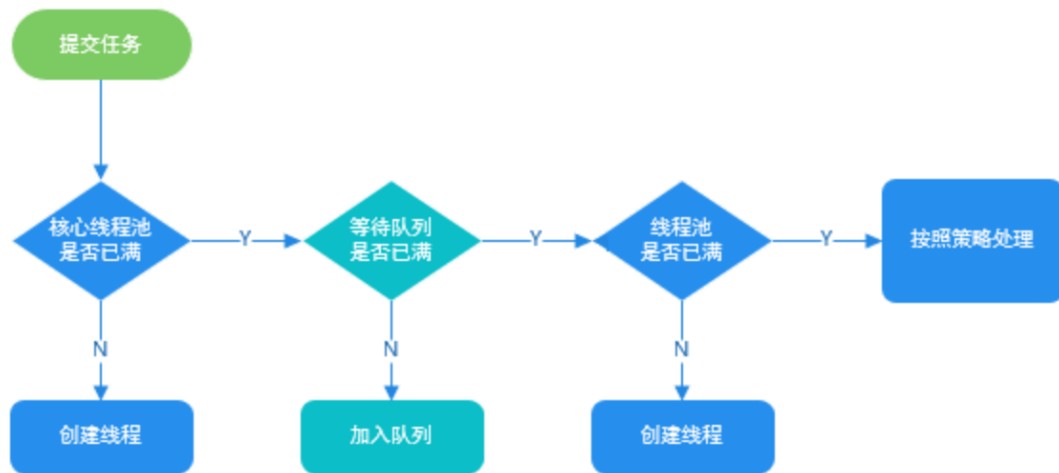 提交任务
核心线程池
是否已满
Y
等待队列
是否已满
Y
线程池
是否已满
Y
按照策略处理
N
N
N
创建线程
加入队列
创建线程